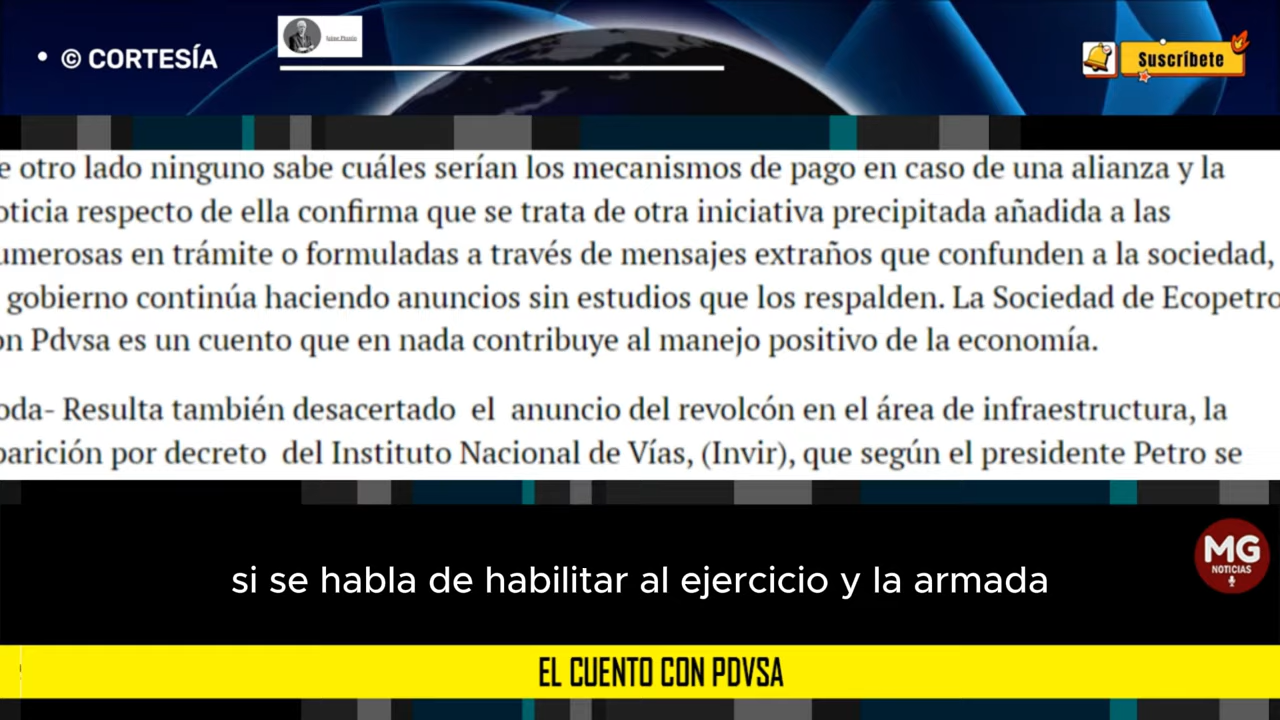 • © CORTESÍA
Jaime Pinzón
Suscríbete
e otro lado ninguno sabe cuáles serían los mecanismos de pago en caso de una alianza y la
oticia respecto de ella confirma que se trata de otra iniciativa precipitada añadida a las
umerosas en trámite o formuladas a través de mensajes extraños que confunden a la sociedad,
gobierno continúa haciendo anuncios sin estudios que los respalden. La Sociedad de Ecopetro
on Pdvsa es un cuento que en nada contribuye al manejo positivo de la economía.
oda- Resulta también desacertado el anuncio del revolcón en el área de infraestructura, la
parición por decreto del Instituto Nacional de Vías, (Invir), que según el presidente Petro se
si se habla de habilitar al ejercicio y la armada
MG
NOTICIAS
EL CUENTO CON PDVSA